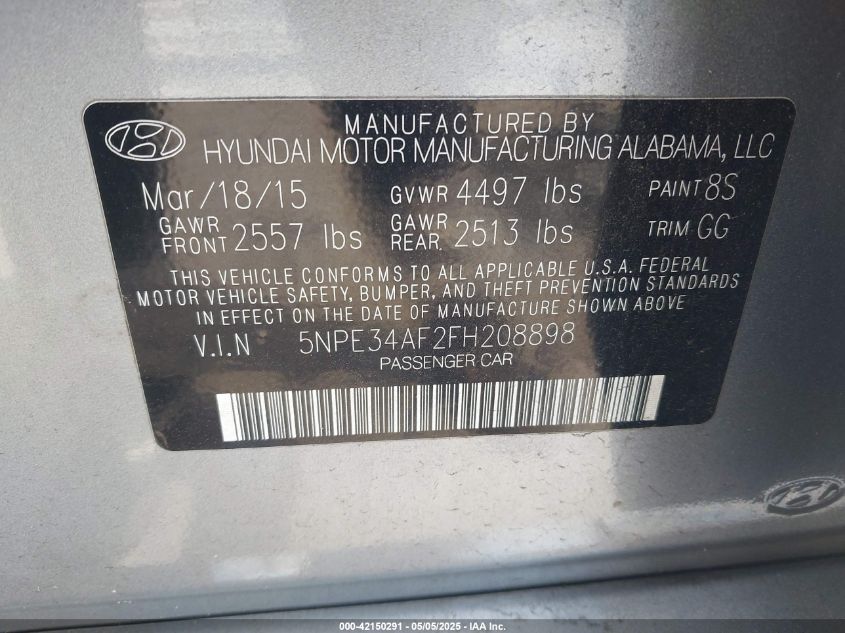 MANUFACTURED BY
HYUNDAI MOTOR MANUFACTURING ALABAMA, LLC
Mar/18/15 GVWR 4497 lbs PAINT 8S
GAWR FRONT 2557 lbs GAWR REAR. 2513 lbs TRIM GG
THIS VEHICLE CONFORMS TO ALL APPLICABLE U.S.A. FEDERAL
MOTOR VEHICLE SAFETY, BUMPER, AND THEFT PREVENTION STANDARDS
IN EFFECT ON THE DATE OF MANUFACTURE SHOWN ABOVE
V.I.N 5NPE34AF2FH208898
PASSENGER CAR
000-42150291 - 05/05/2025 - IAA Inc.